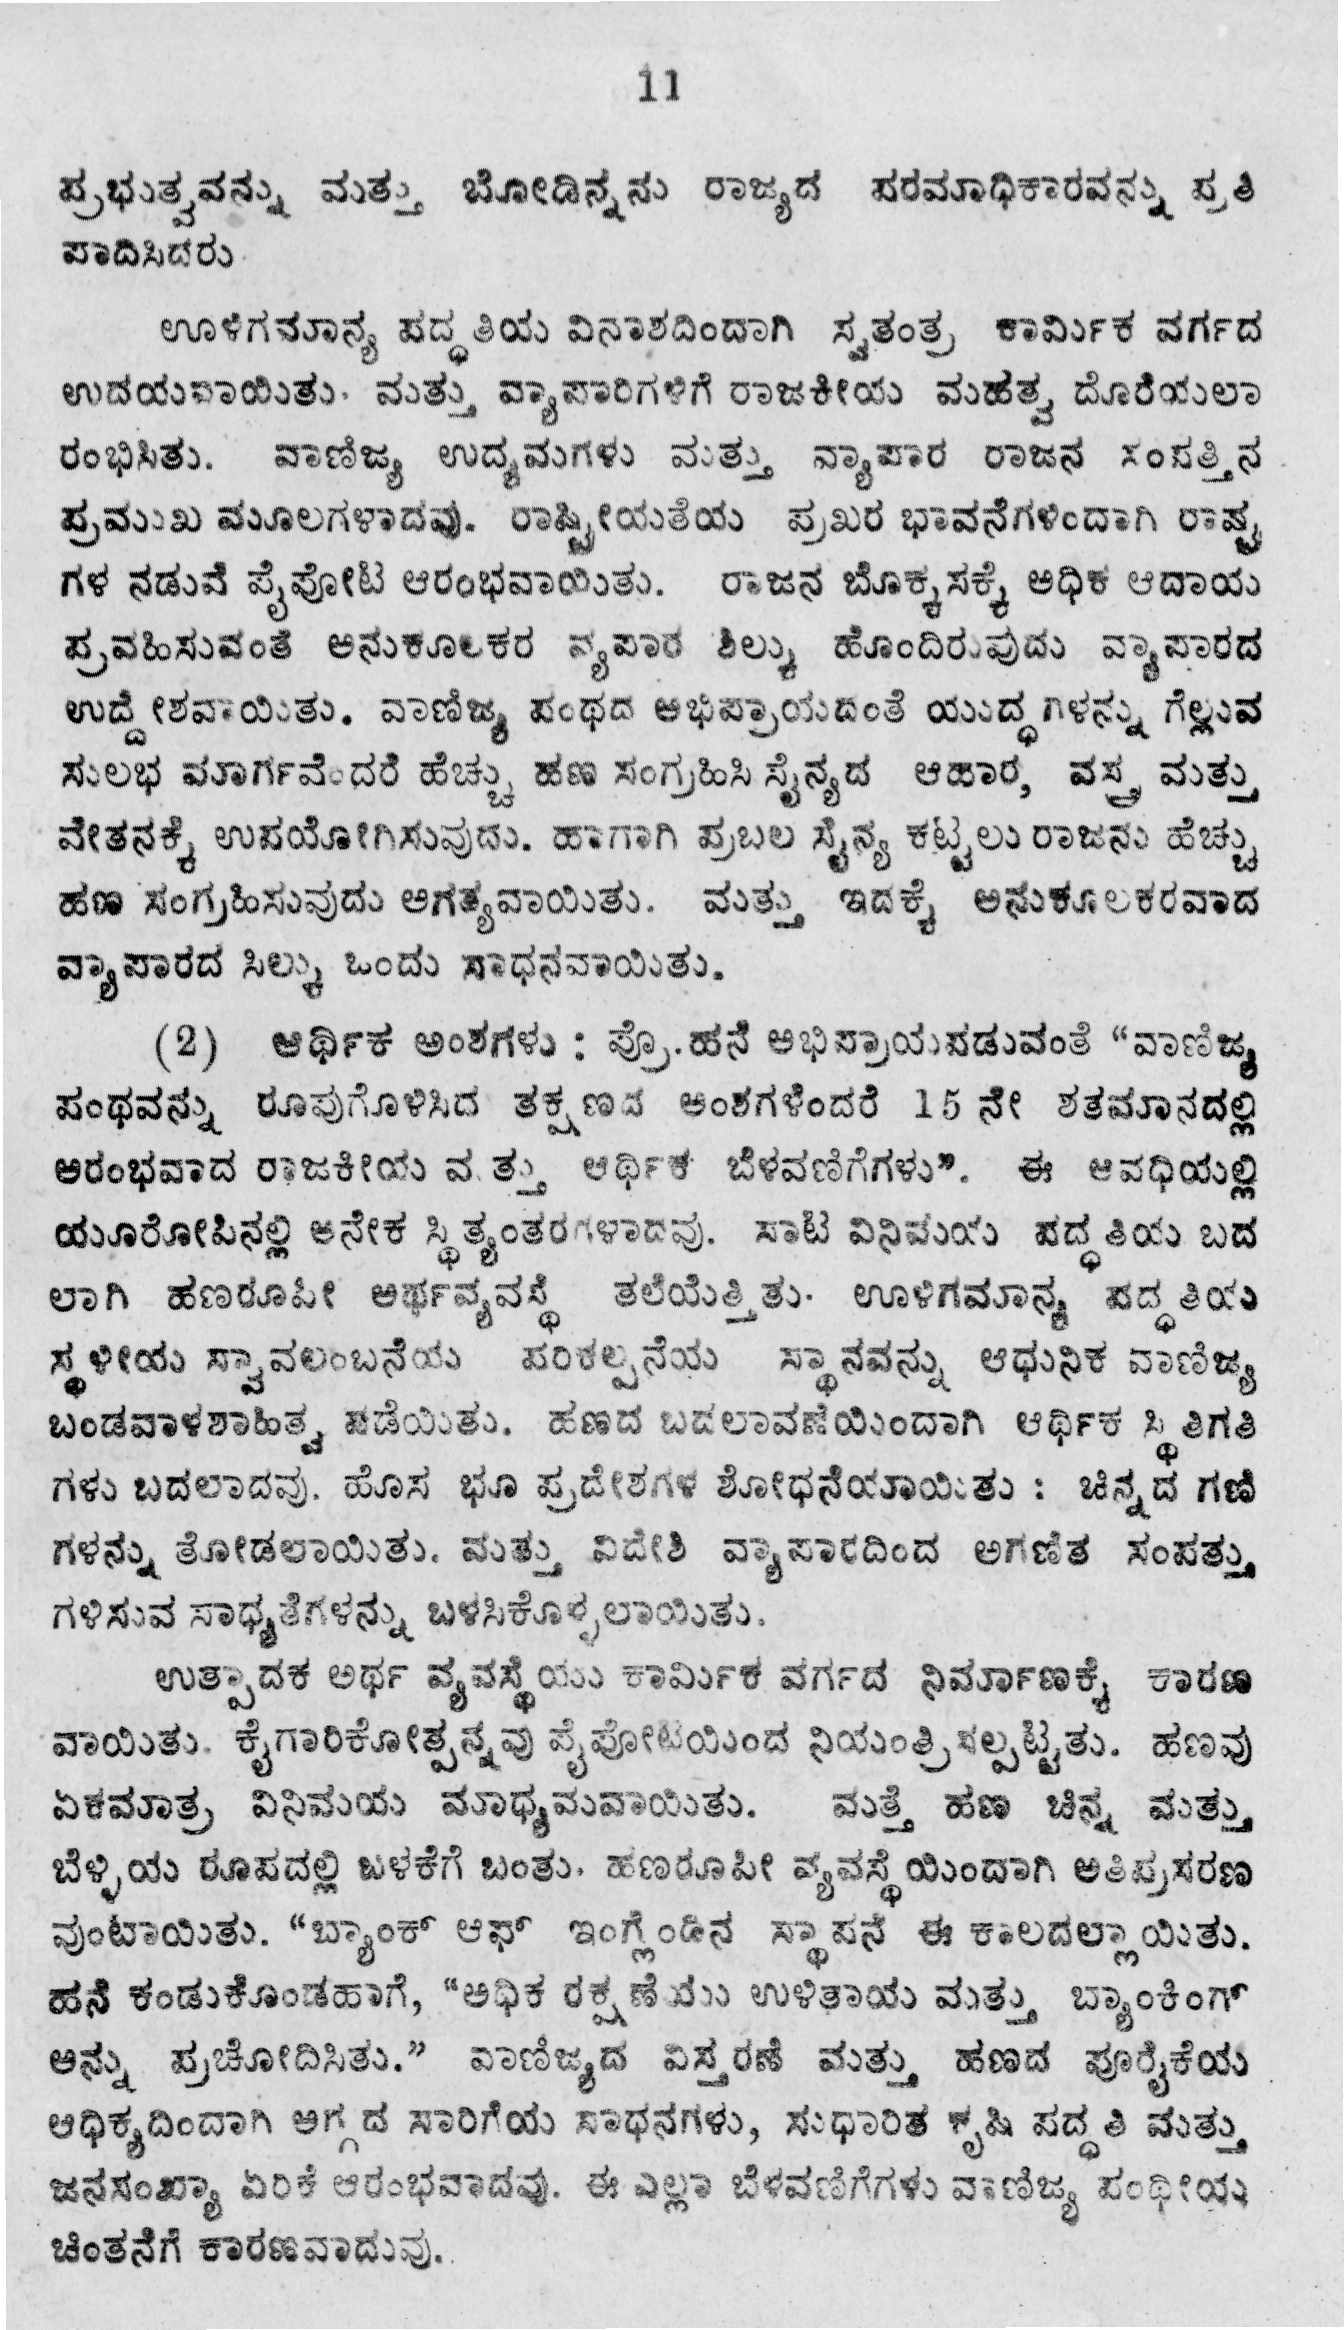 11
ಪ್ರಭುತ್ವವನ್ನು ಮತ್ತು ಬೋಡಿನ್ನನು ರಾಜ್ಯದ ಪರಮಾಧಿಕಾರವನ್ನು ಪ್ರತಿ
ಪಾದಿಸಿದರು
ಊಳಿಗಮಾನ್ಯ ಪದ್ಧತಿಯ ವಿನಾಶದಿಂದಾಗಿ ಸ್ವತಂತ್ರ ಕಾರ್ಮಿಕ ವರ್ಗದ
ಉದಯವಾಯಿತು. ಮತ್ತು ವ್ಯಾಪಾರಿಗಳಿಗೆ ರಾಜಕೀಯ ಮಹತ್ವ ದೊರೆಯಲಾ
ರಂಭಿಸಿತು. ವಾಣಿಜ್ಯ ಉದ್ಯಮಗಳು ಮತ್ತು ವ್ಯಾಪಾರ ರಾಜನ ಸಂಪತ್ತಿನ
ಪ್ರಮುಖ ಮೂಲಗಳಾದವು. ರಾಷ್ಟ್ರೀಯತೆಯ ಪ್ರಖರ ಭಾವನೆಗಳಿಂದಾಗಿ ರಾಷ್ಟ್ರ
ಗಳ ನಡುವೆ ಪೈಪೋಟಿ ಆರಂಭವಾಯಿತು. ರಾಜನ ಬೊಕ್ಕಸಕ್ಕೆ ಅಧಿಕ ಆದಾಯ
ಪ್ರವಹಿಸುವಂತೆ ಅನುಕೂಲಕರ ವ್ಯಪಾರ ಶಿಲ್ಕು ಹೊಂದಿರುವುದು ವ್ಯಾಪಾರದ
ಉದ್ದೇಶವಾಯಿತು. ವಾಣಿಜ್ಯ ಪಂಥದ ಅಭಿಪ್ರಾಯದಂತೆ ಯುದ್ಧಗಳನ್ನು ಗೆಲ್ಲುವ
ಸುಲಭ ಮಾರ್ಗವೆಂದರೆ ಹೆಚ್ಚು ಹಣ ಸಂಗ್ರಹಿಸಿ ಸೈನ್ಯದ ಆಹಾರ, ವಸ್ತ್ರ ಮತ್ತು
ವೇತನಕ್ಕೆ ಉಪಯೋಗಿಸುವುದು. ಹಾಗಾಗಿ ಪ್ರಬಲ ಸೈನ್ಯ ಕಟ್ಟಲು ರಾಜನು ಹೆಚ್ಚು
ಹಣ ಸಂಗ್ರಹಿಸುವುದು ಅಗತ್ಯವಾಯಿತು. ಮತ್ತು ಇದಕ್ಕೆ ಅನುಕೂಲಕರವಾದ
ವ್ಯಾಪಾರದ ಸಿಲ್ಕು ಒಂದು ಸಾಧನವಾಯಿತು.
(2) ಆರ್ಥಿಕ ಅಂಶಗಳು : ಪ್ರೊ.ಹನೆ ಅಭಿಪ್ರಾಯಪಡುವಂತೆ “ವಾಣಿಜ್ಯ
ಪಂಥವನ್ನು ರೂಪುಗೊಳಿಸಿದ ತಕ್ಷಣದ ಅಂಶಗಳೆಂದರೆ 15 ನೇ ಶತಮಾನದಲ್ಲಿ
ಅರಂಭವಾದ ರಾಜಕೀಯ ಮತ್ತು ಆರ್ಥಿಕ ಬೆಳವಣಿಗೆಗಳು”. ಈ ಆವಧಿಯಲ್ಲಿ
ಯೂರೋಪಿನಲ್ಲಿ ಅನೇಕ ಸ್ಥಿತ್ಯಂತರಗಳಾದವು. ಸಾಟಿ ವಿನಿಮಯ ಪದ್ಧತಿಯ ಬದ
ಲಾಗಿ ಹಣರೂಪೀ ಅರ್ಥವ್ಯವಸ್ಥೆ ತಲೆಯೆತ್ತಿತು. ಊಳಿಗಮಾನ್ಯ ಪದ್ಧತಿಯ
ಸ್ಥಳೀಯ ಸ್ವಾವಲಂಬನೆಯ ಪರಿಕಲ್ಪನೆಯ ಸ್ಥಾನವನ್ನು ಆಧುನಿಕ ವಾಣಿಜ್ಯ
ಬಂಡವಾಳಶಾಹಿತ್ವ ಪಡೆಯಿತು. ಹಣದ ಬದಲಾವಣೆಯಿಂದಾಗಿ ಆರ್ಥಿಕ ಸ್ಥಿತಿಗತಿ
ಗಳು ಬದಲಾದವು. ಹೊಸ ಭೂ ಪ್ರದೇಶಗಳ ಶೋಧನೆಯಾಯಿತು : ಚಿನ್ನದ ಗಣಿ
ಗಳನ್ನು ತೋಡಲಾಯಿತು. ಮತ್ತು ವಿದೇಶಿ ವ್ಯಾಪಾರದಿಂದ ಅಗಣಿತ ಸಂಪತ್ತು
ಗಳಿಸುವ ಸಾಧ್ಯತೆಗಳನ್ನು ಬಳಸಿಕೊಳ್ಳಲಾಯಿತು.
ಉತ್ಪಾದಕ ಅರ್ಥ ವ್ಯವಸ್ಥೆಯು ಕಾರ್ಮಿಕ ವರ್ಗದ ನಿರ್ಮಾಣಕ್ಕೆ ಕಾರಣ
ವಾಯಿತು. ಕೈಗಾರಿಕೋತ್ಪನ್ನವು ಪೈಪೋಟಿಯಿಂದ ನಿಯಂತ್ರಿಸಲ್ಪಟ್ಟಿತು. ಹಣವು
ಏಕಮಾತ್ರ ವಿನಿಮಯ ಮಾಧ್ಯಮವಾಯಿತು. ಮತ್ತೆ ಹಣ ಚಿನ್ನ ಮತ್ತು
ಬೆಳ್ಳಿಯ ರೂಪದಲ್ಲಿ ಬಳಕೆಗೆ ಬಂತು. ಹಣರೂಪೀ ವ್ಯವಸ್ಥೆಯಿಂದಾಗಿ ಅತಿಪ್ರಸರಣ
ವುಂಟಾಯಿತು. “ಬ್ಯಾಂಕ್ ಆಫ್ ಇಂಗ್ಲೆಂಡಿನ ಸ್ಥಾಪನೆ ಈ ಕಾಲದಲ್ಲಾಯಿತು.
ಹನೆ ಕಂಡುಕೊಂಡಹಾಗೆ, “ಅಧಿಕ ರಕ್ಷಣೆಯು ಉಳಿತಾಯ ಮತ್ತು ಬ್ಯಾಂಕಿಂಗ್
ಅನ್ನು ಪ್ರಚೋದಿಸಿತು.” ವಾಣಿಜ್ಯದ ವಿಸ್ತರಣೆ ಮತ್ತು ಹಣದ ಪೂರೈಕೆಯ
ಆಧಿಕ್ಯದಿಂದಾಗಿ ಅಗ್ಗದ ಸಾರಿಗೆಯ ಸಾಧನಗಳು, ಸುಧಾರಿತ ಕೃಷಿ ಪದ್ಧತಿ ಮತ್ತು
ಜನಸಂಖ್ಯಾ ಏರಿಕೆ ಆರಂಭವಾದವು. ಈ ಎಲ್ಲಾ ಬೆಳವಣಿಗೆಗಳು ವಾಣಿಜ್ಯ ಪಂಥೀಯ
ಚಿಂತನೆಗೆ ಕಾರಣವಾದುವು.